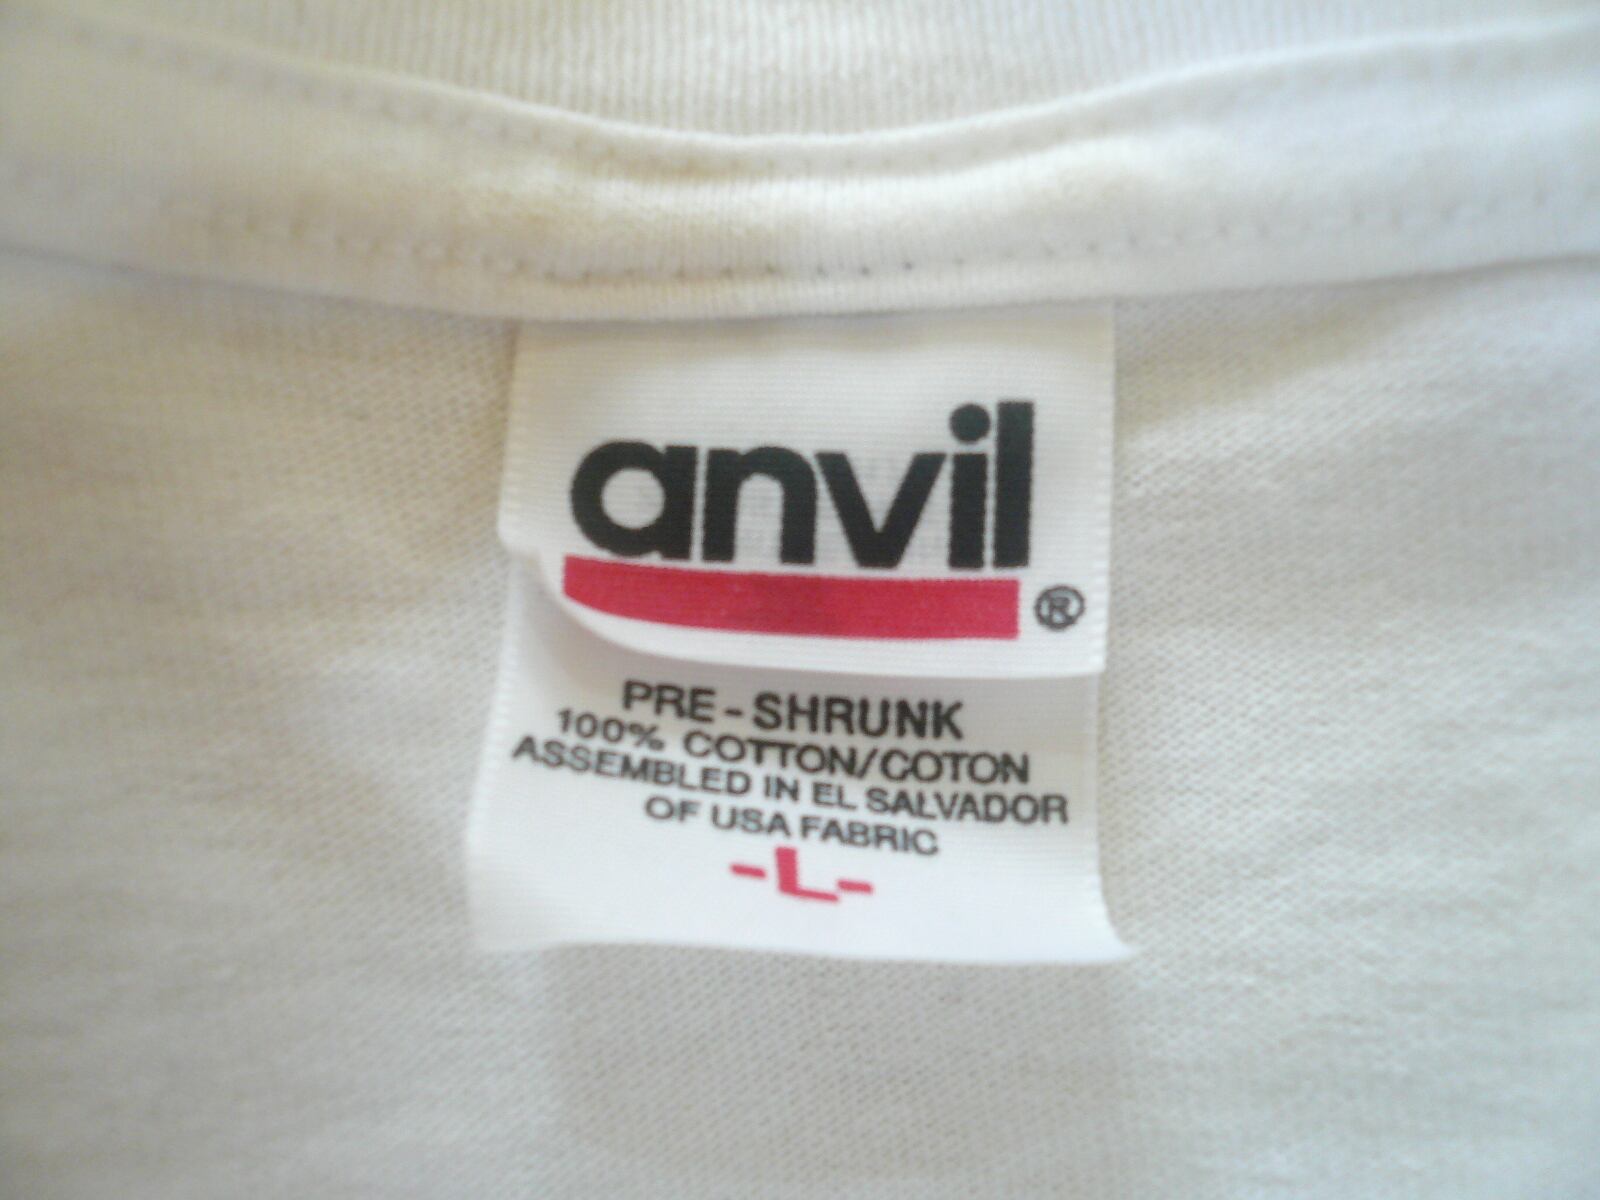 anvil
®
PRE-SHRUNK
100% COTTON/COTON
ASSEMBLED IN EL SALVADOR
OF USA FABRIC
-L-